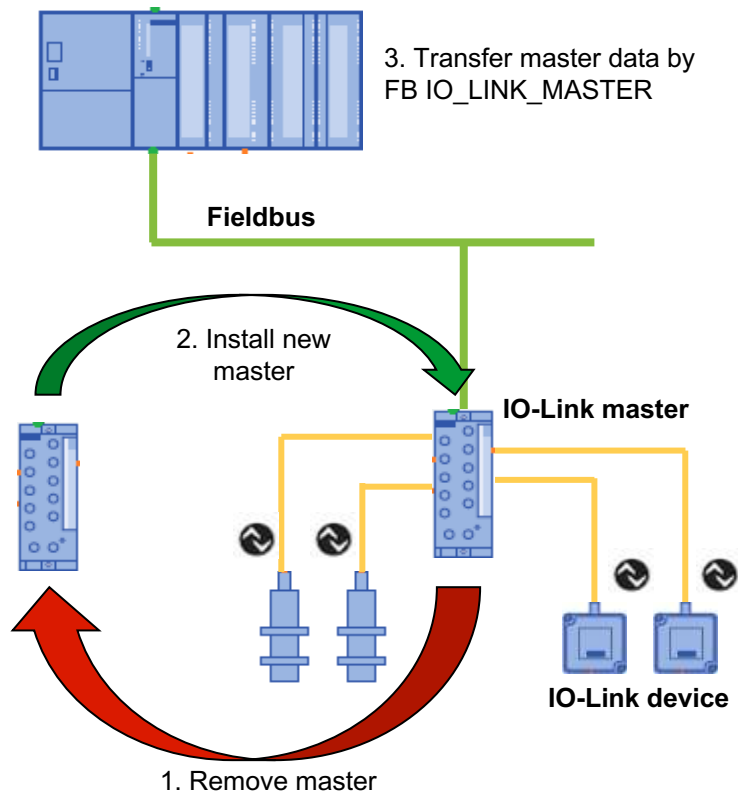 3. Transfer master data by
FB IO_LINK_MASTER
Fieldbus
2. Install new
master
IO-Link master
IO-Link device
1. Remove master